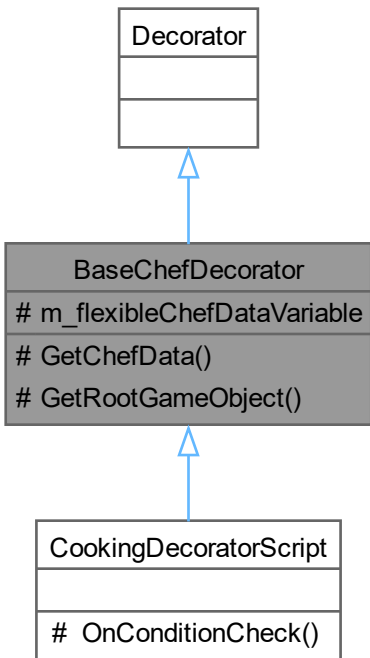 Decorator
BaseChefDecorator
# m_flexibleChefDataVariable
# GetChefData()
# GetRootGameObject()
CookingDecoratorScript
# OnConditionCheck()